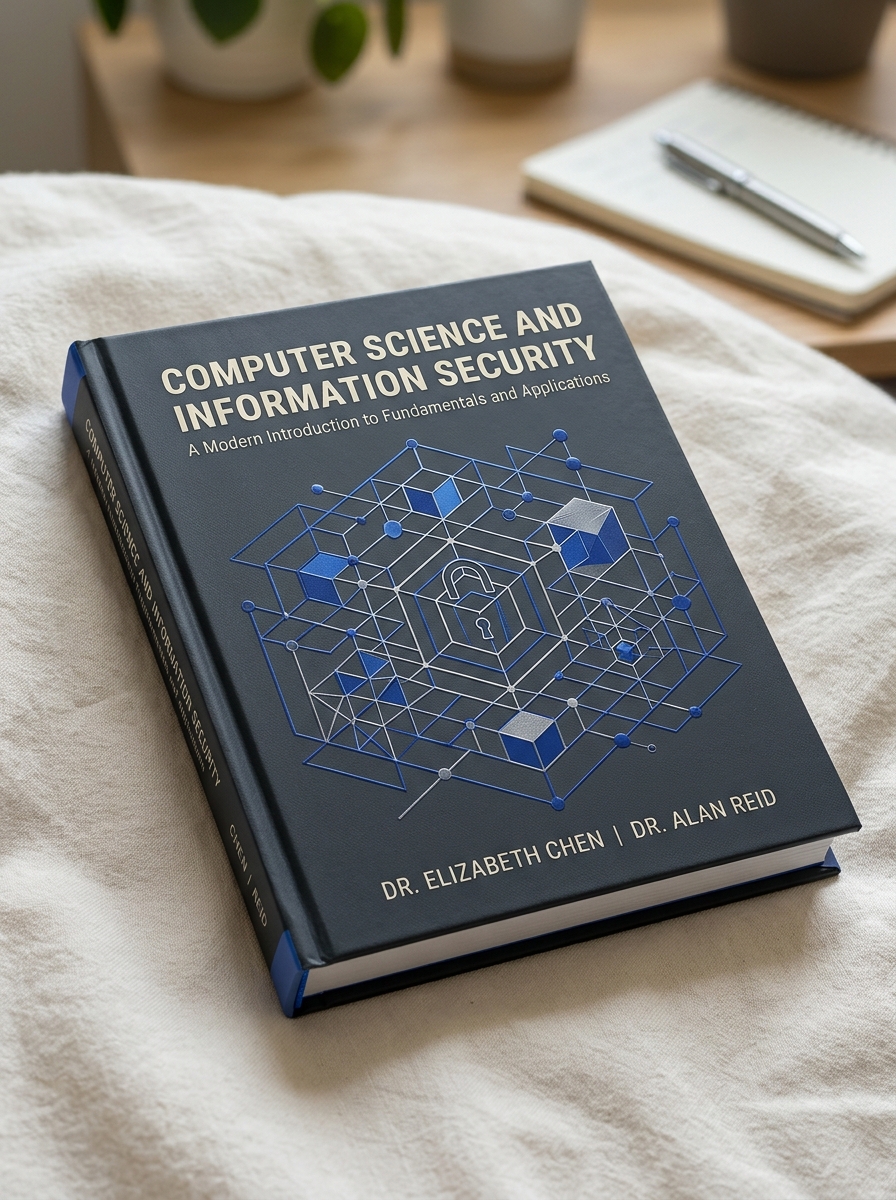 COMPUTER SCIENCE AND
INFORMATION SECURITY
A Modern Introduction to Fundamentals and Applications
DR. ELIZABETH CHEN | DR. ALAN REID
COMPUTER SCIENCE AND INFORMATION SECURITY
CHEN | REID